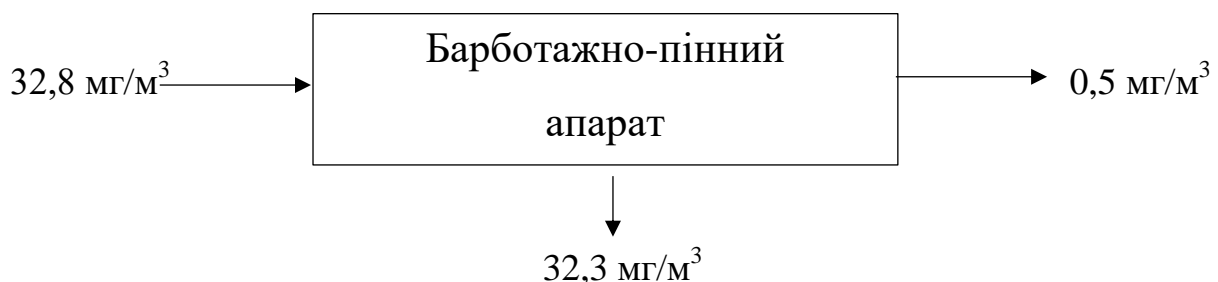 Барботажно-пінний
32,8 мг/м³
0,5 мг/м³
апарат
32,3 мг/м³